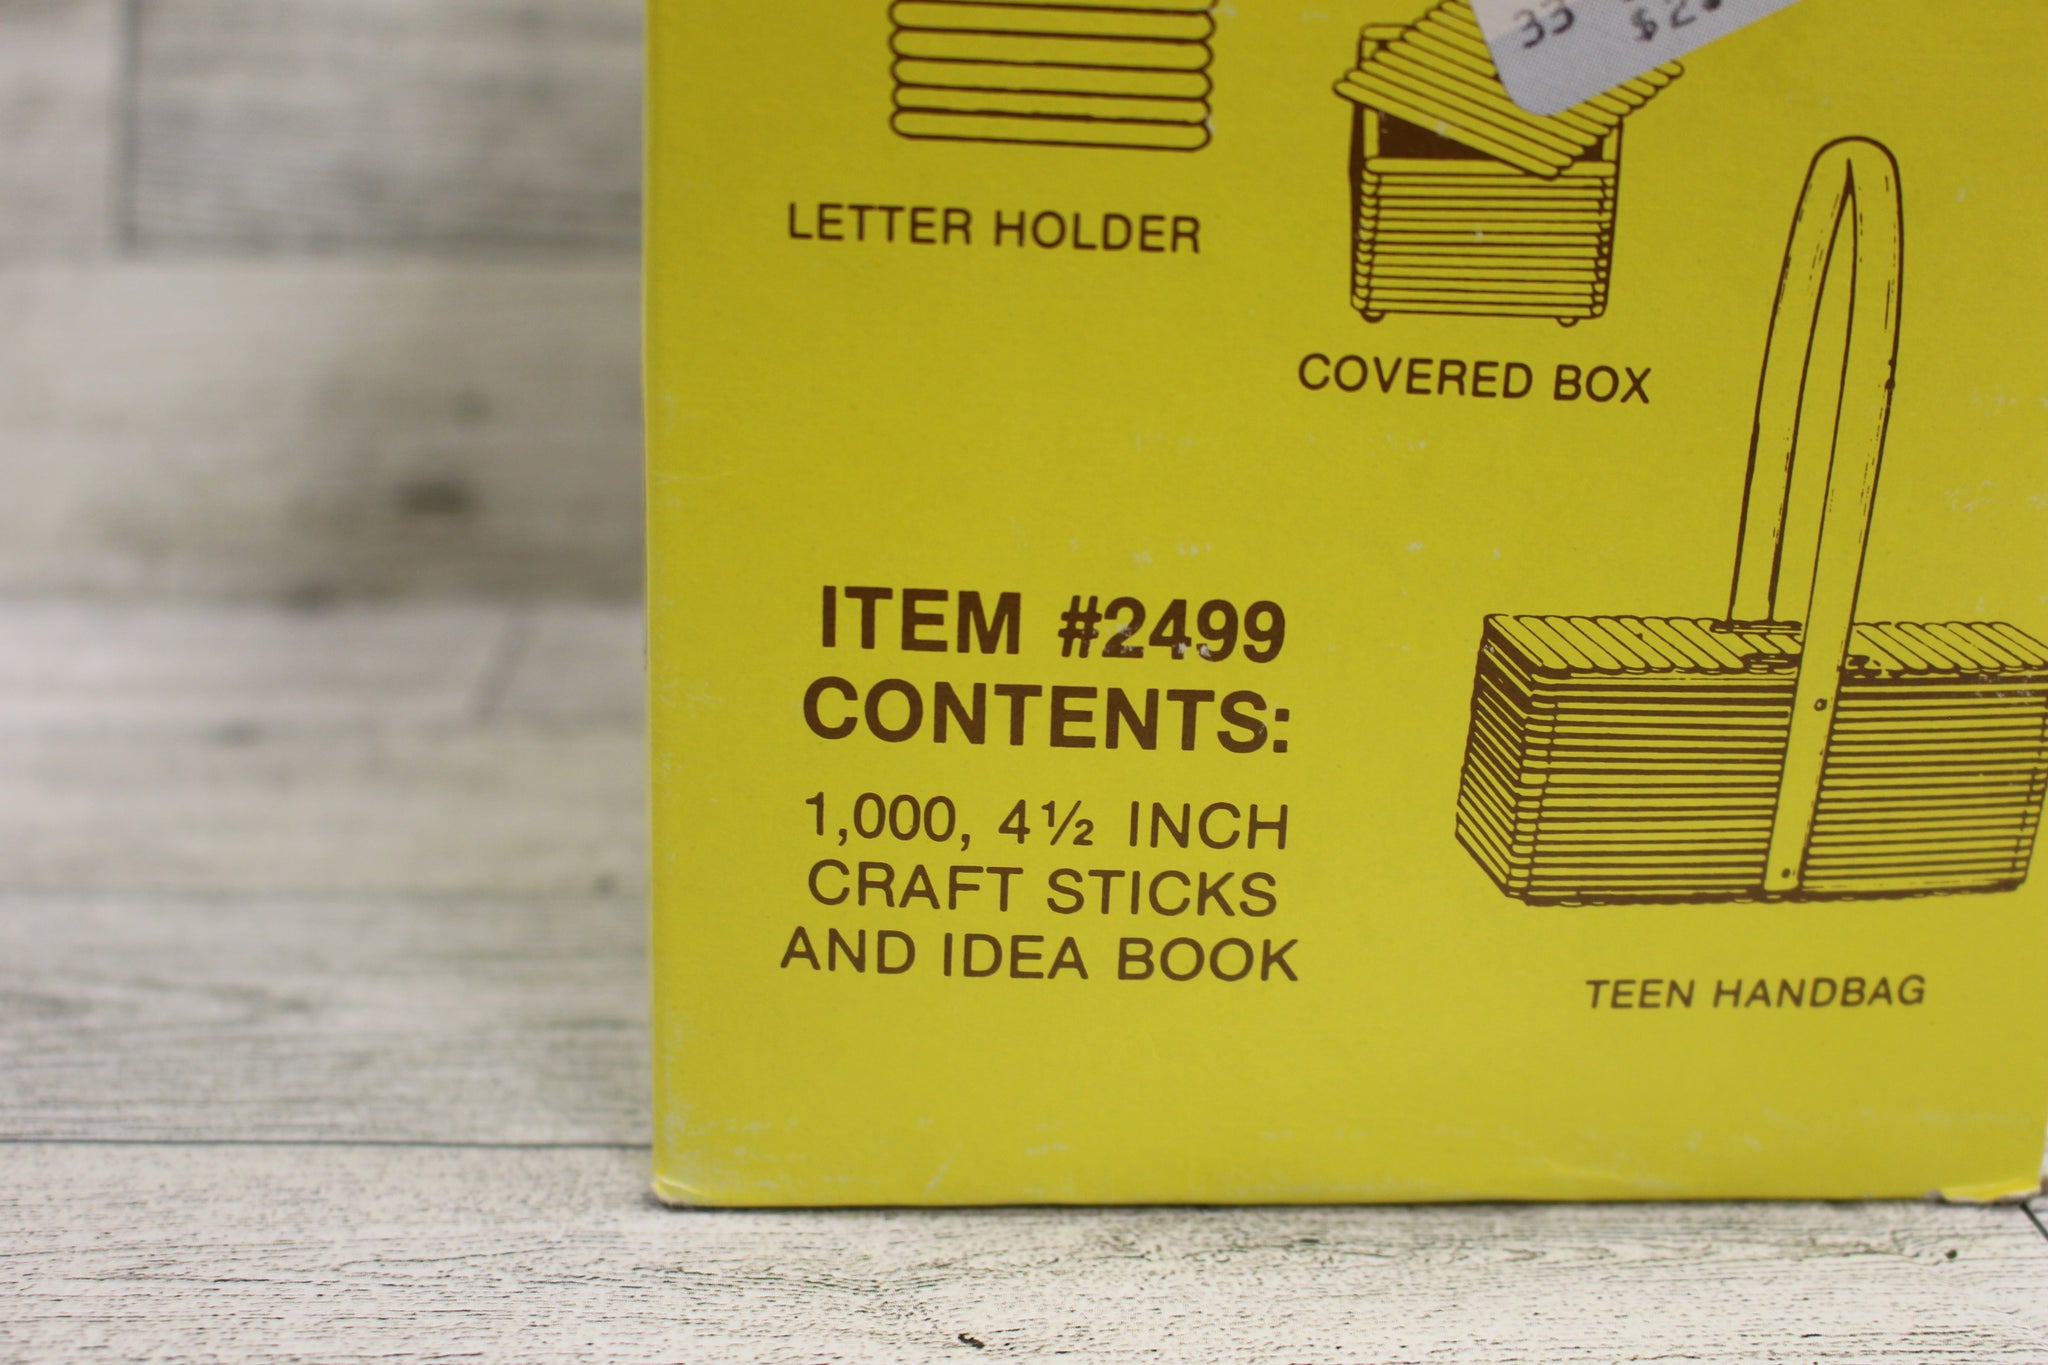 33
LETTER HOLDER
COVERED BOX
ITEM #2499
CONTENTS:
1,000, 4½ INCH
CRAFT STICKS
AND IDEA BOOK
TEEN HANDBAG